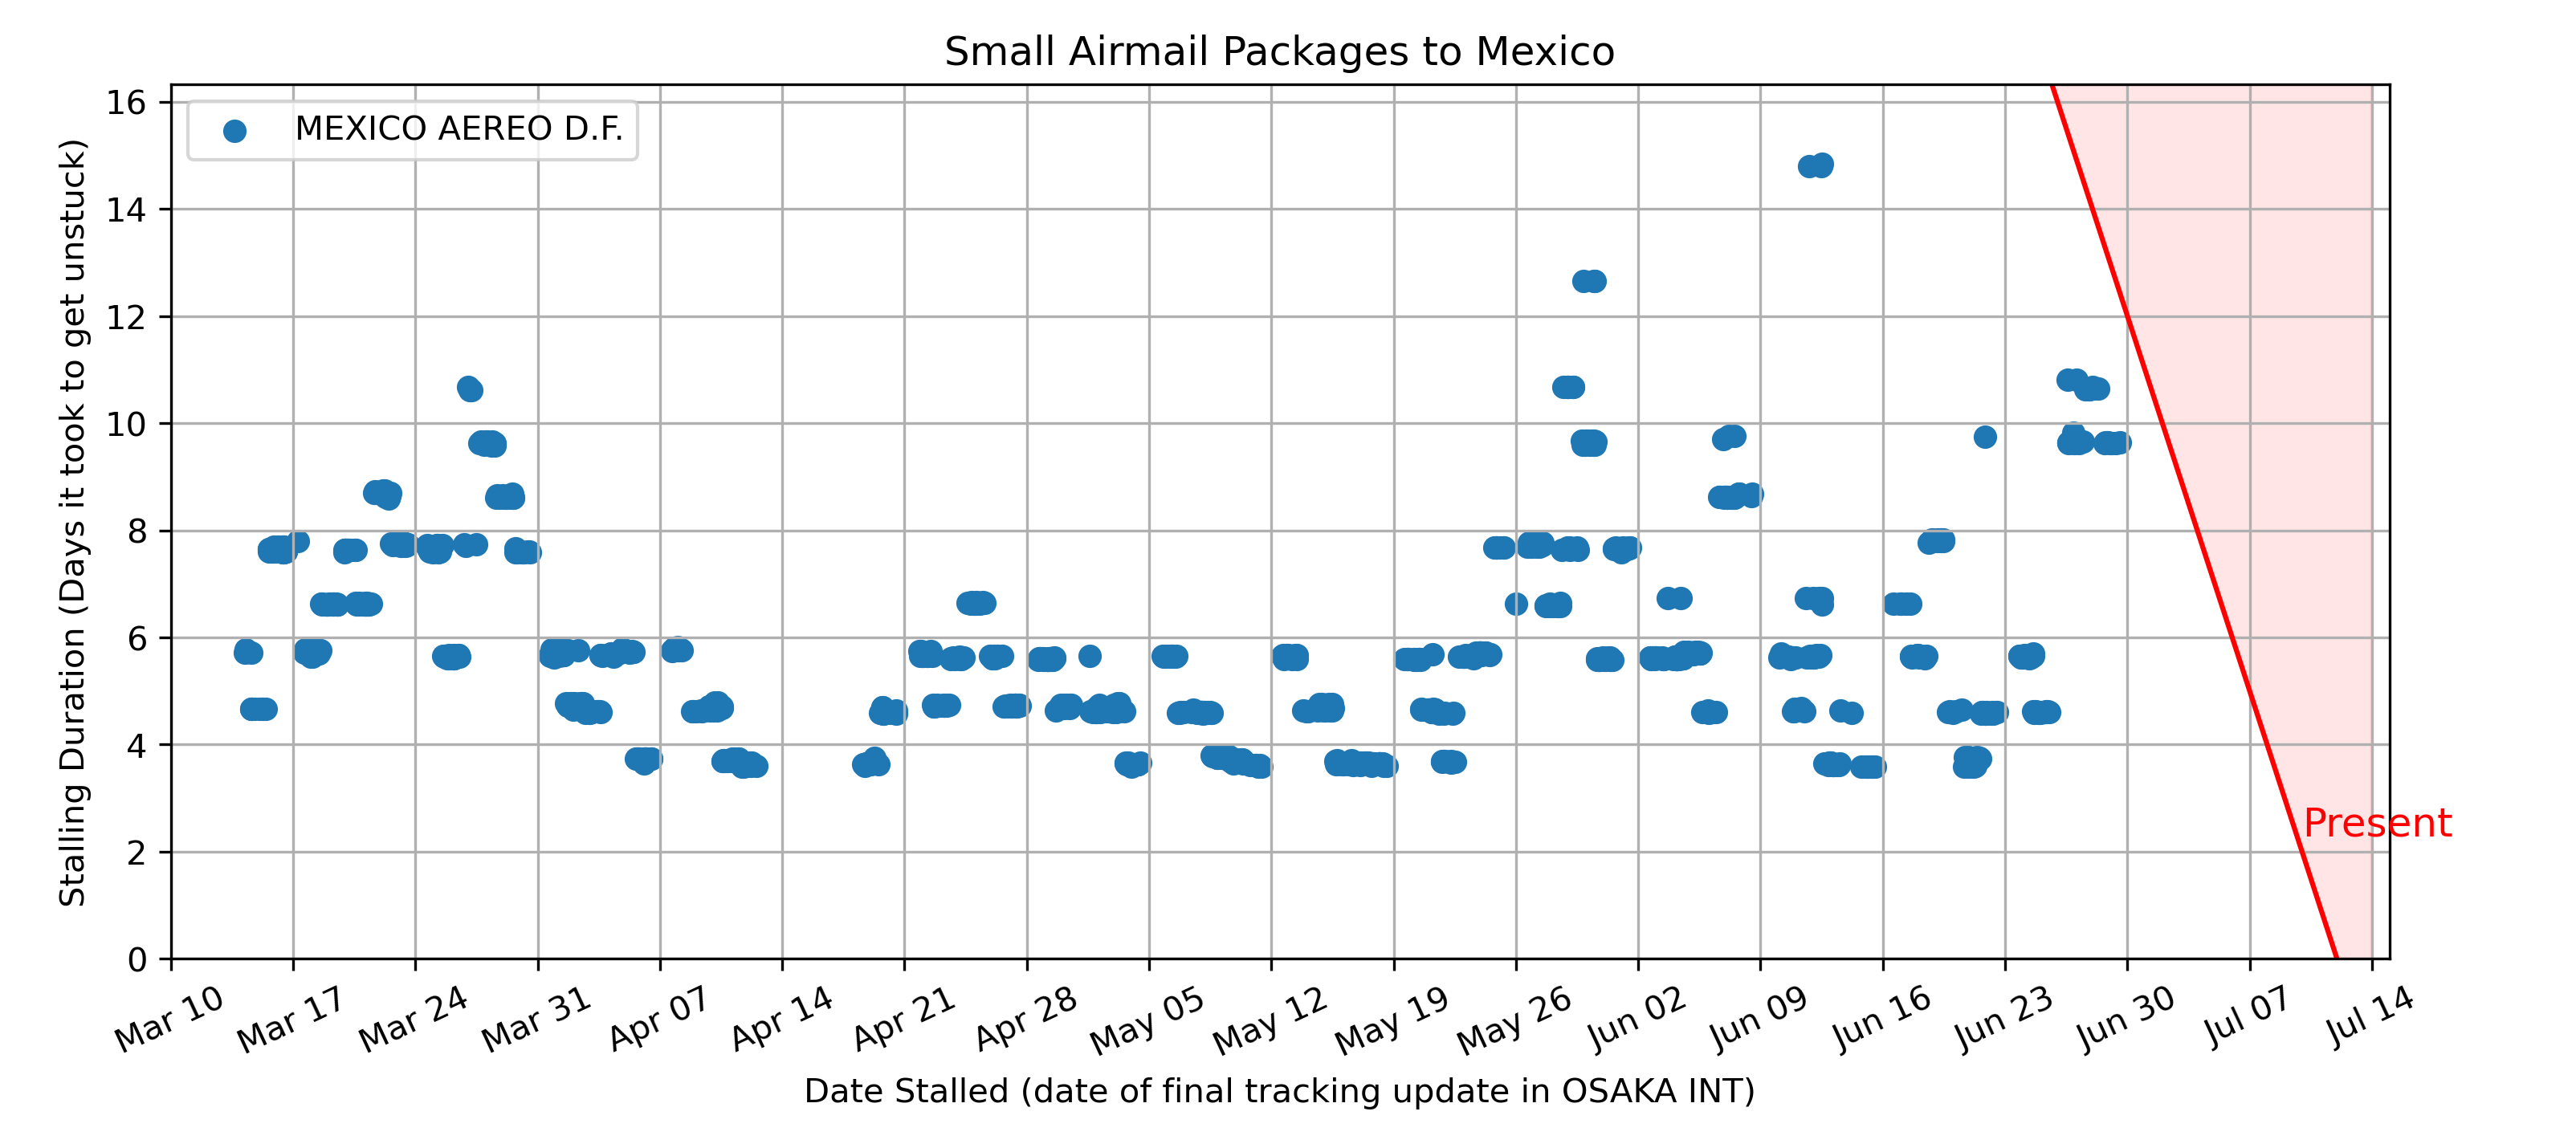 Small Airmail Packages to Mexico
MEXICO AEREO D.F.
Stalling Duration (Days it took to get unstuck)
16
14
12
10
8
6
4
2
0
Present
Mar 10
Mar 17
Mar 24
Mar 31
Apr 07
Apr 14
Apr 21
Apr 28
May 05
May 12
May 19
May 26
Jun 02
Jun 09
Jun 16
Jun 23
Jun 30
Jul 07
Jul 14
Date Stalled (date of final tracking update in OSAKA INT)